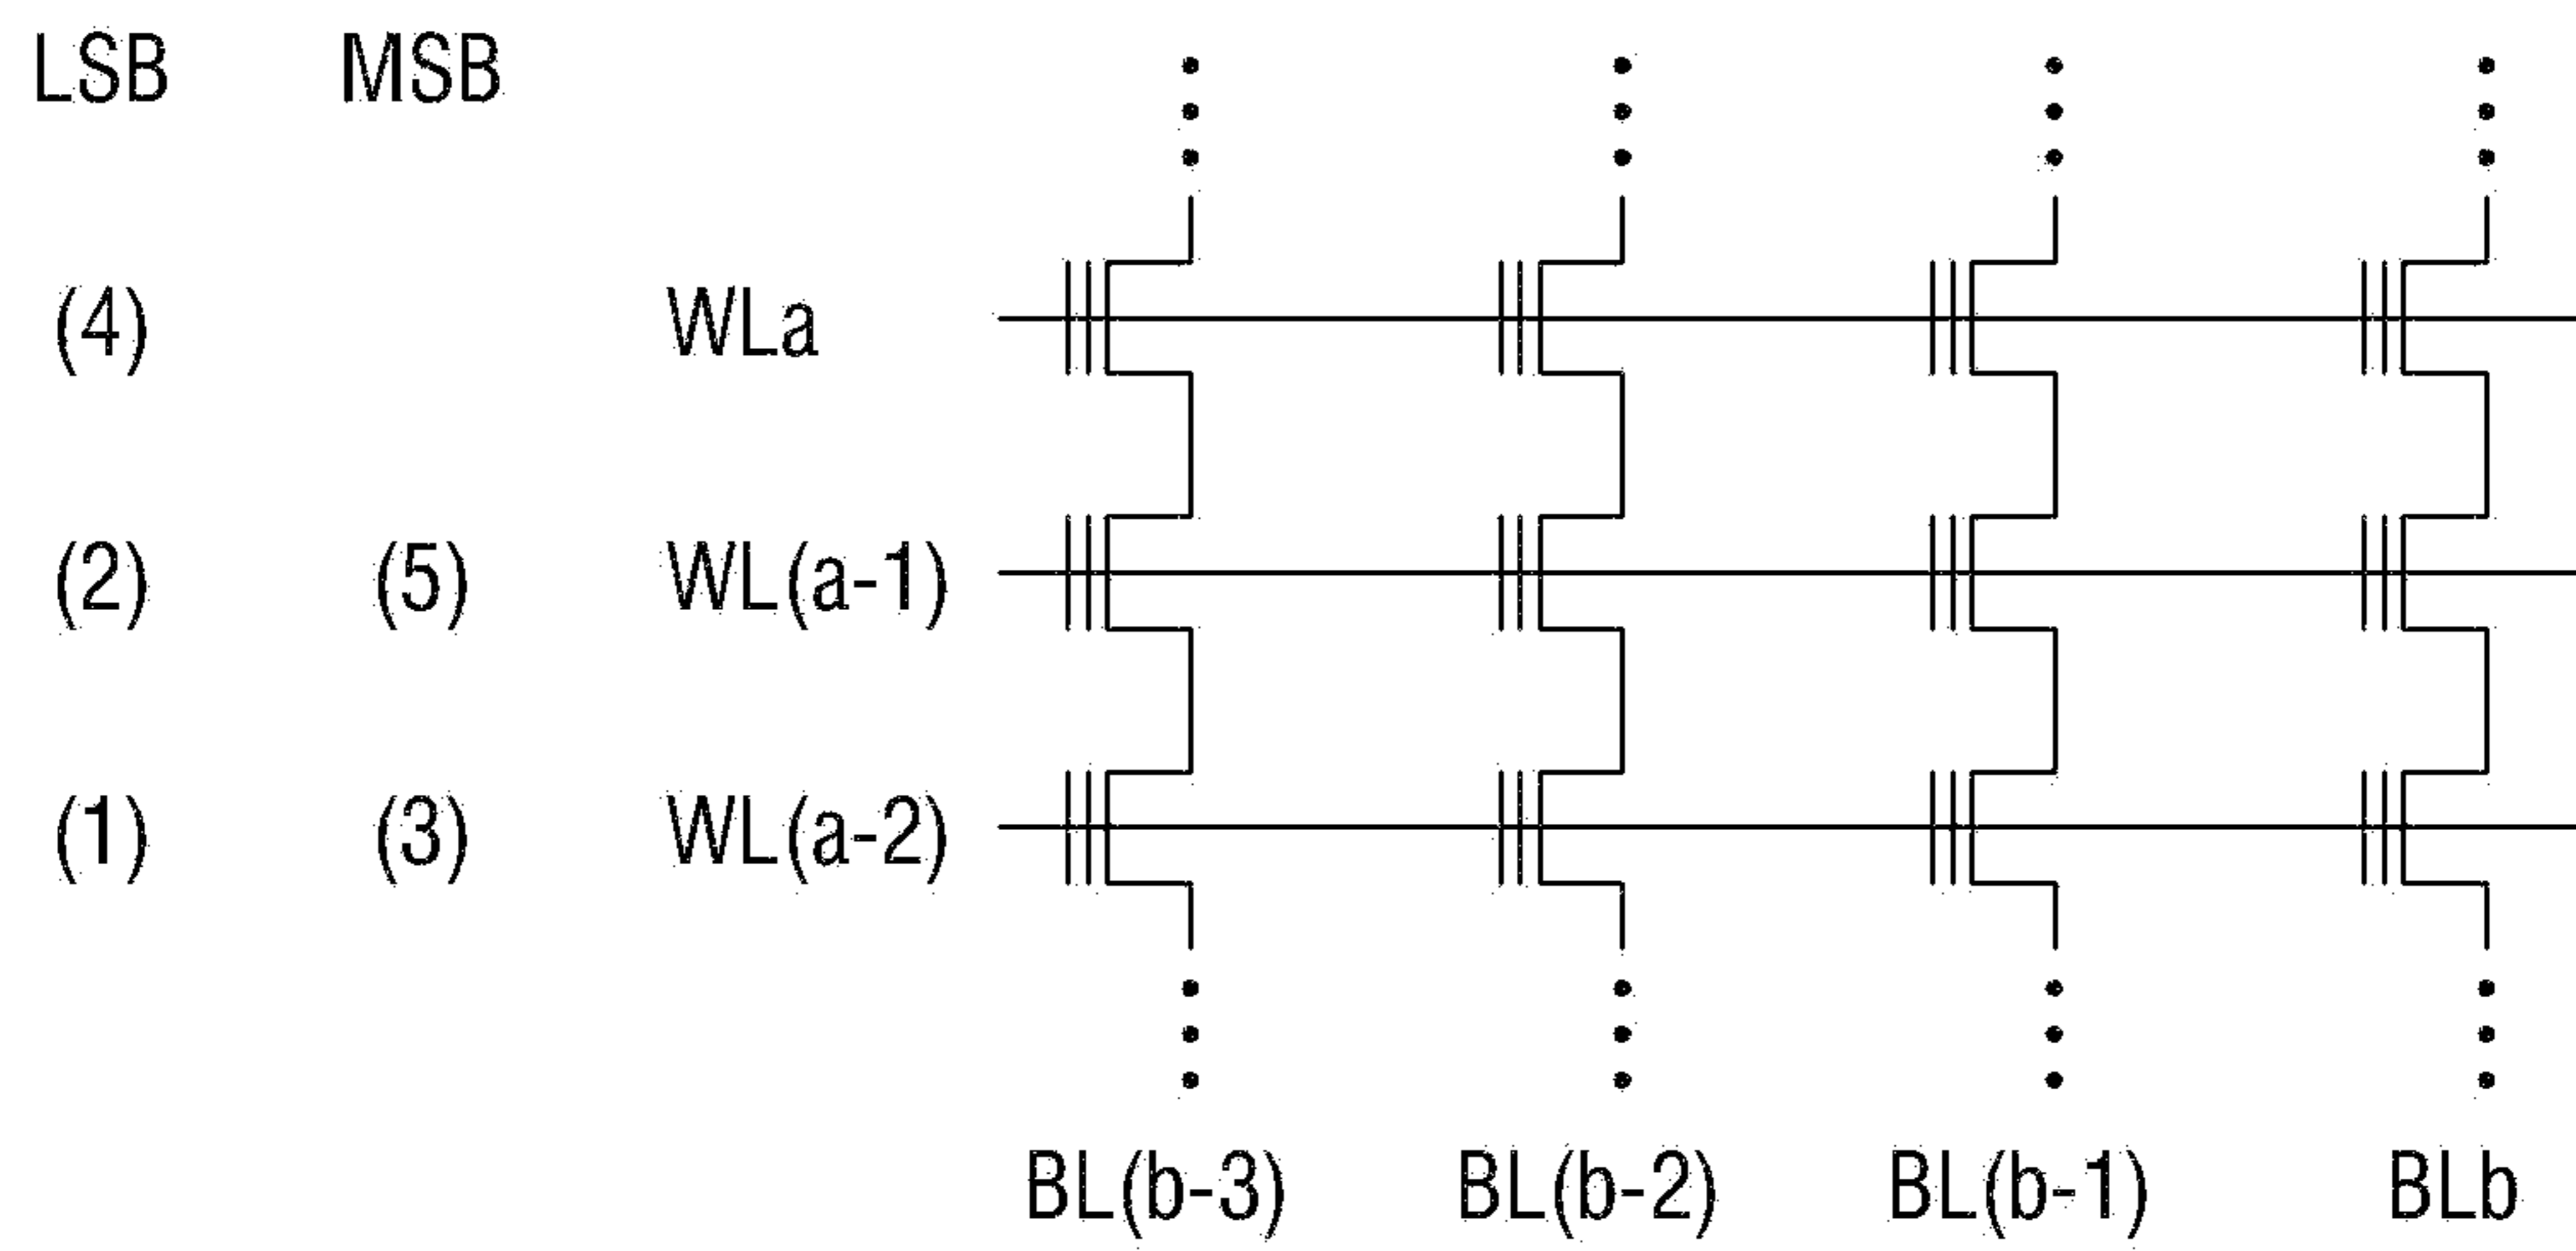 LSB MSB
(4) WLa
(2) (5) WL(a-1)
(1) (3) WL(a-2)
BL(b-3) BL(b-2) BL(b-1) BLb